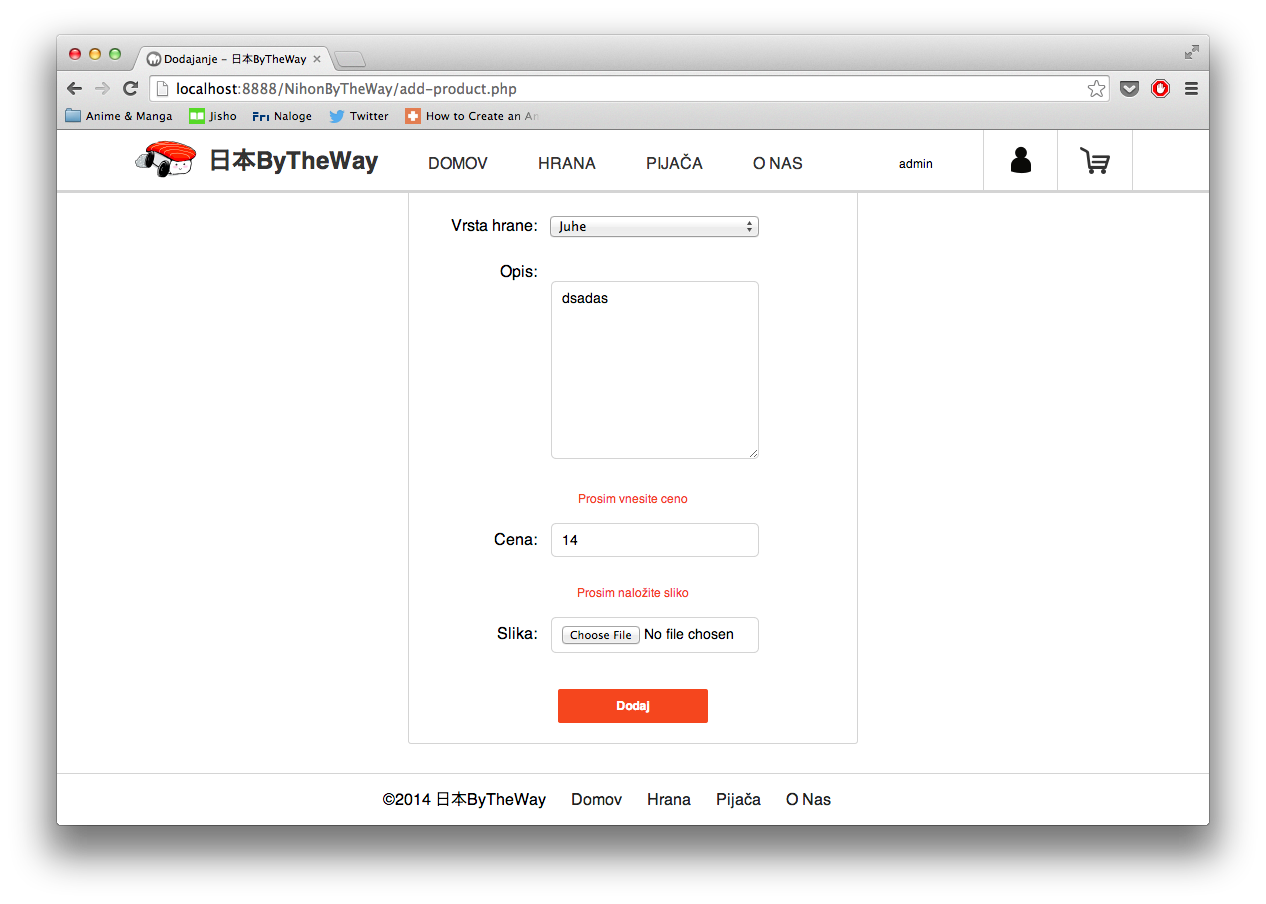 Dodajanje – 日本ByTheWay
localhost:8888/NihonByTheWay/add-product.php
Anime & Manga Jisho Fri Naloge Twitter How to Create an An
日本ByTheWay DOMOV HRANA PIJAČA O NAS admin
Vrsta hrane: Juhe
Opis:
dsadas
Prosim vnesite ceno
Cena: 14
Prosim naložite sliko
Slika: Choose File No file chosen
Dodaj
©2014 日本ByTheWay Domov Hrana Pijača O Nas